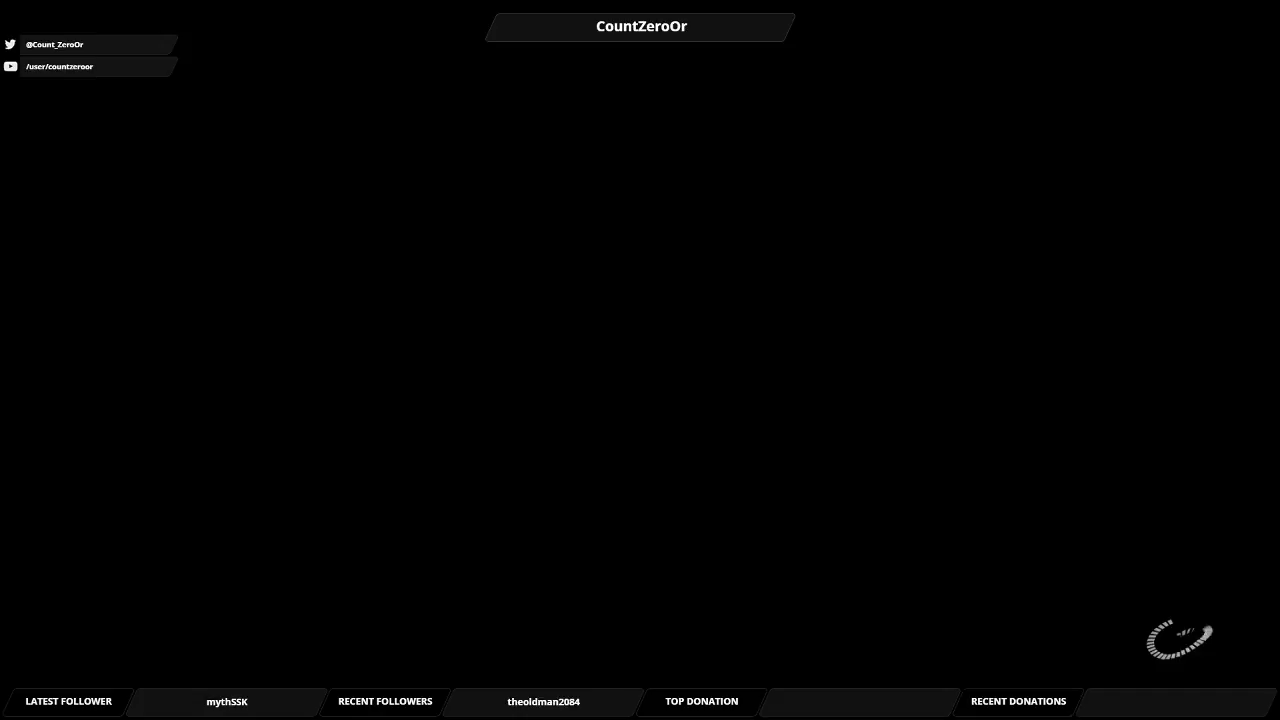 CountZeroOr
@Count_ZeroOr
/user/countzeroor
LATEST FOLLOWER
mythSSK
RECENT FOLLOWERS
theoldman2084
TOP DONATION
RECENT DONATIONS